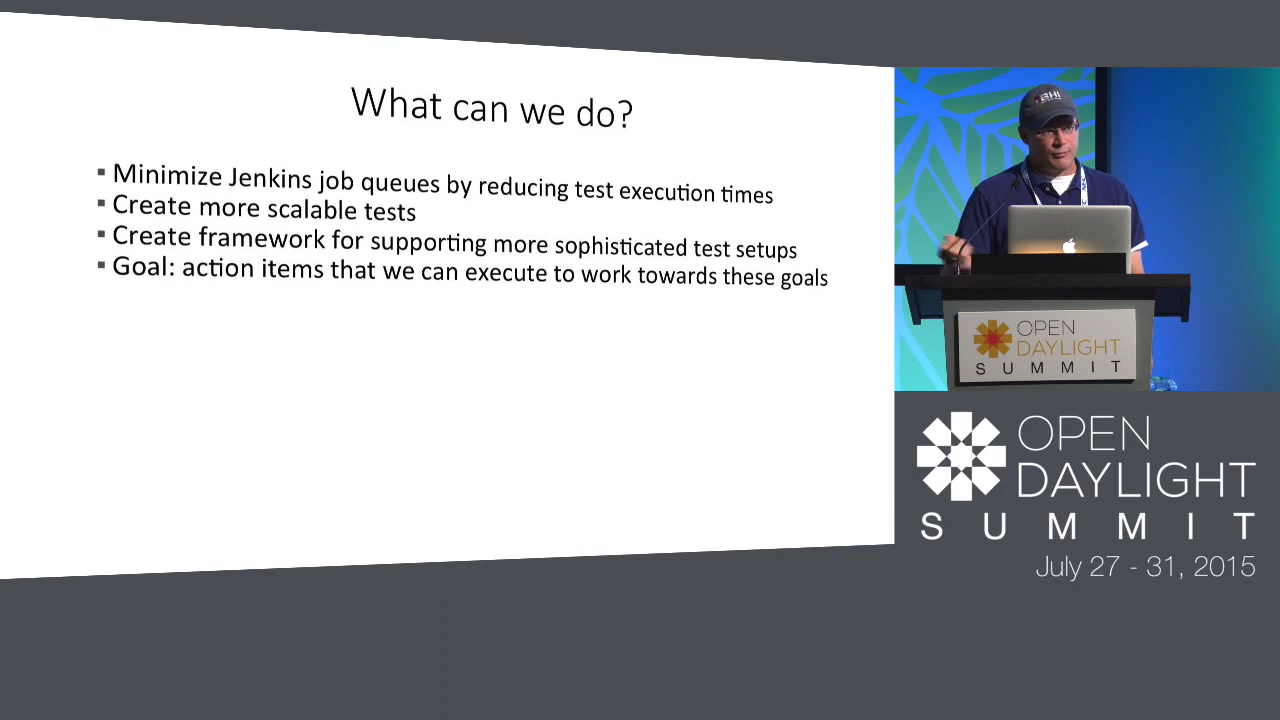 What can we do?
▪ Minimize Jenkins job queues by reducing test execution times
▪ Create more scalable tests
▪ Create framework for supporting more sophisticated test setups
▪ Goal: action items that we can execute to work towards these goals
OPEN
DAYLIGHT
SUMMIT
OPEN
DAYLIGHT
SUMMIT
July 27 - 31, 2015